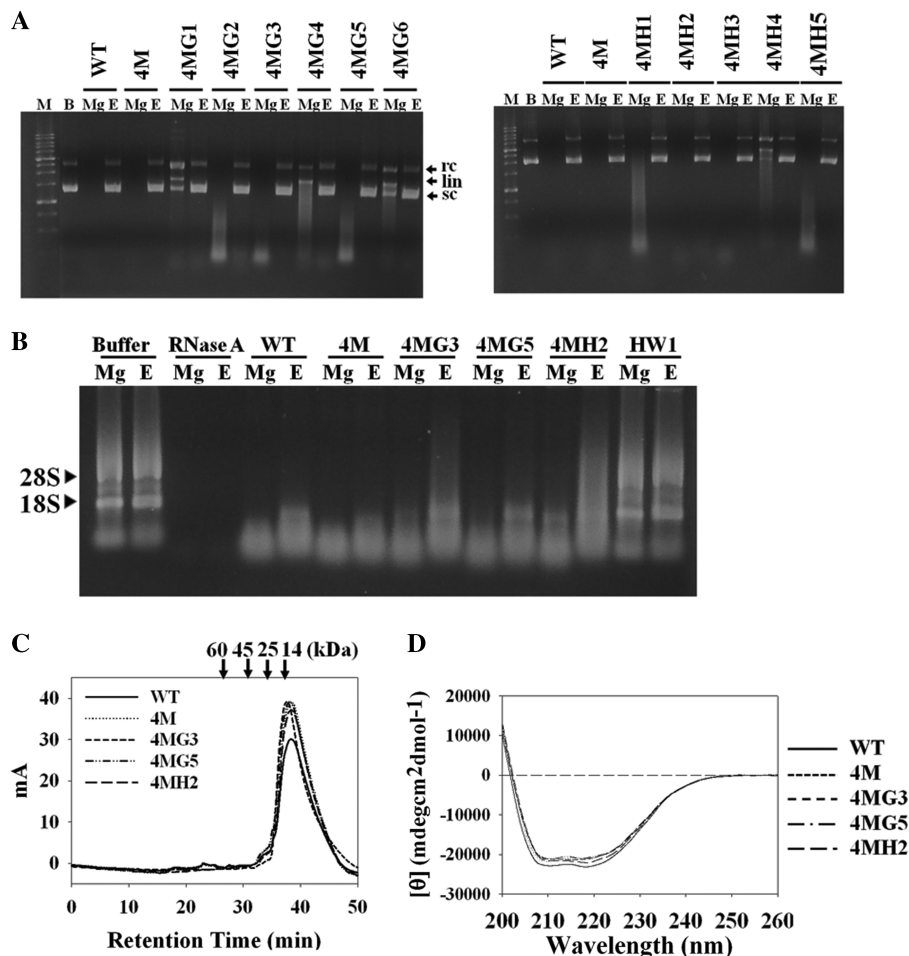 A
WT 4M 4MG1 4MG2 4MG3 4MG4 4MG5 4MG6
M B Mg E Mg E Mg E Mg E Mg E Mg E Mg E Mg E
rc
lin
sc
WT 4M 4MH1 4MH2 4MH3 4MH4 4MH5
M B Mg E Mg E Mg E Mg E Mg E Mg E Mg E
B
Buffer RNase A WT 4M 4MG3 4MG5 4MH2 HW1
Mg E Mg E Mg E Mg E Mg E Mg E Mg E Mg E
28S
18S
C
60 45 25 14 (kDa)
WT
4M
4MG3
4MG5
4MH2
40
30
20
10
0
mA
0 10 20 30 40 50
Retention Time (min)
D
20000
10000
0
-10000
-20000
-30000
[θ] (mdegcm2dmol-1)
200 210 220 230 240 250 260
Wavelength (nm)
WT
4M
4MG3
4MG5
4MH2